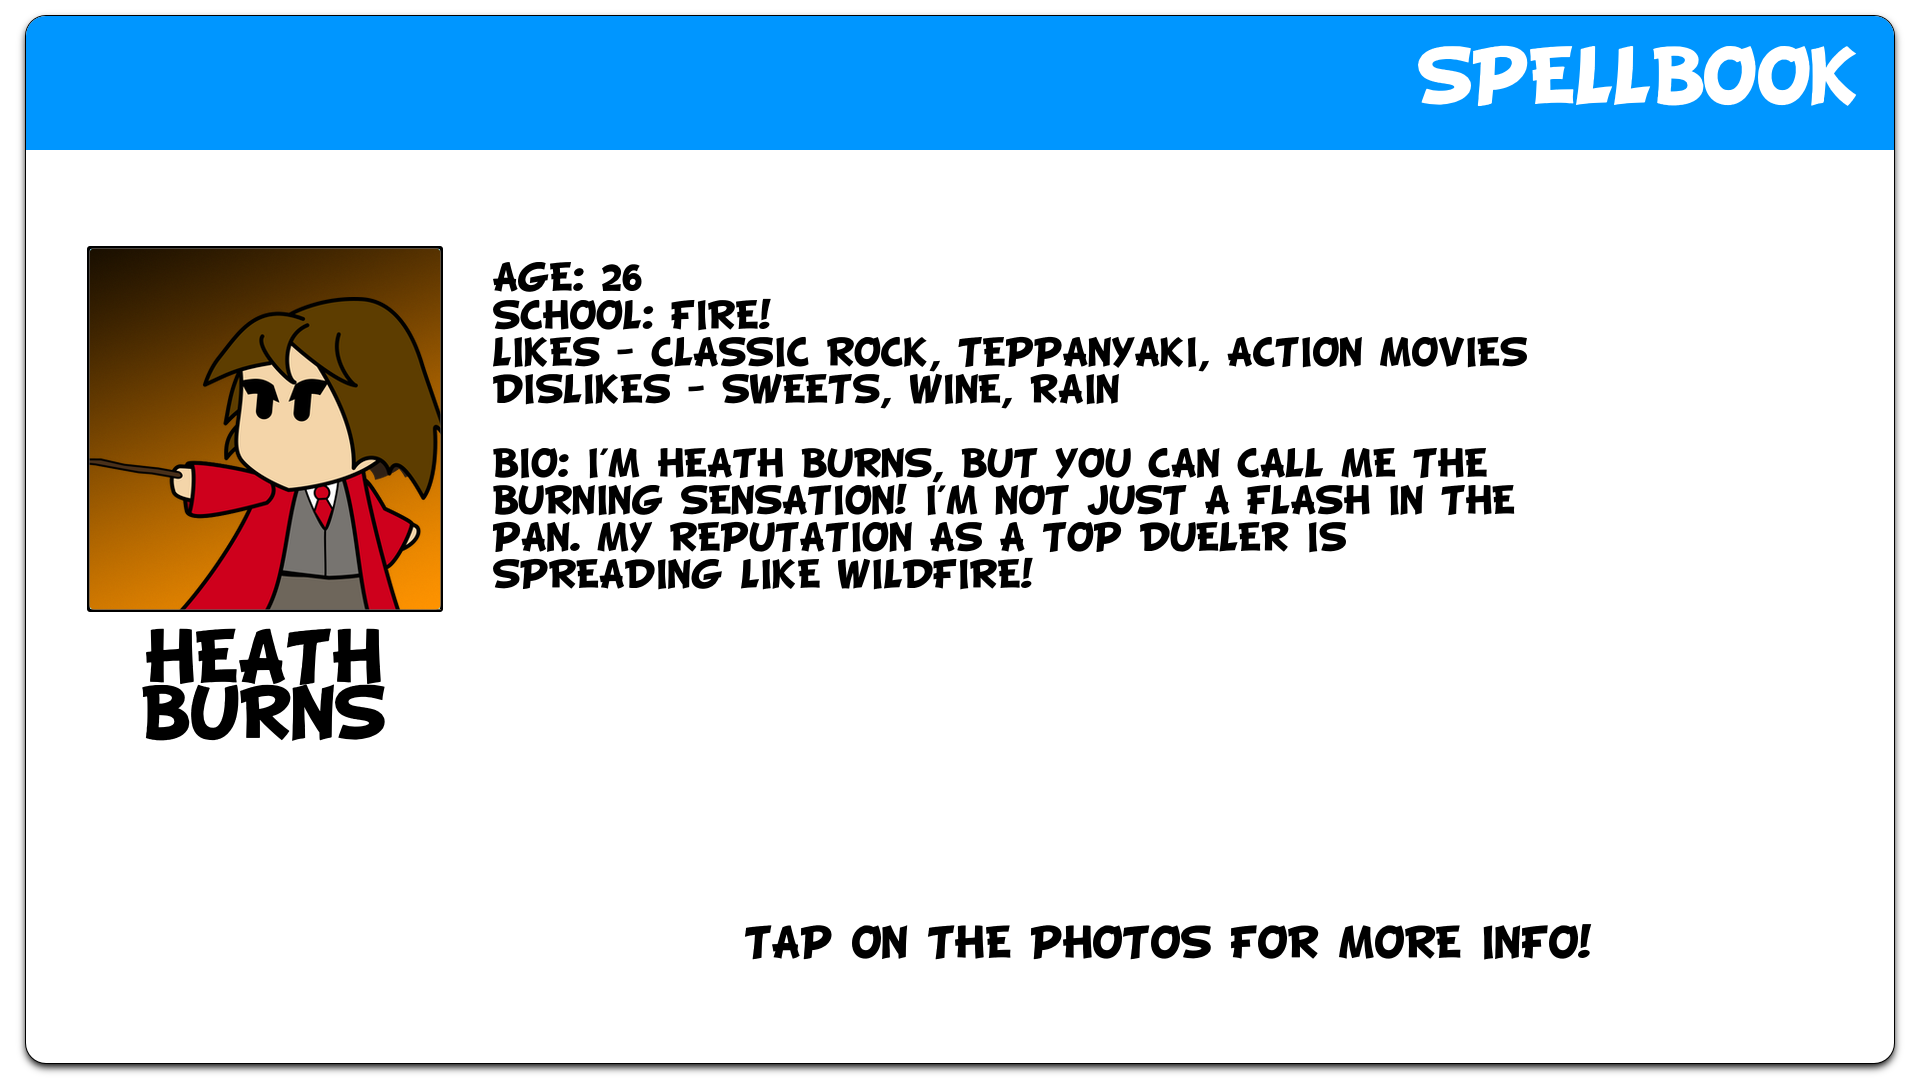 SPELLBOOK
AGE: 26
SCHOOL: FIRE!
LIKES - CLASSIC ROCK, TEPPANYAKI, ACTION MOVIES
DISLIKES - SWEETS, WINE, RAIN
BIO: I'M HEATH BURNS, BUT YOU CAN CALL ME THE
BURNING SENSATION! I'M NOT JUST A FLASH IN THE
PAN. MY REPUTATION AS A TOP DUELER IS
SPREADING LIKE WILDFIRE!
HEATH
BURNS
TAP ON THE PHOTOS FOR MORE INFO!